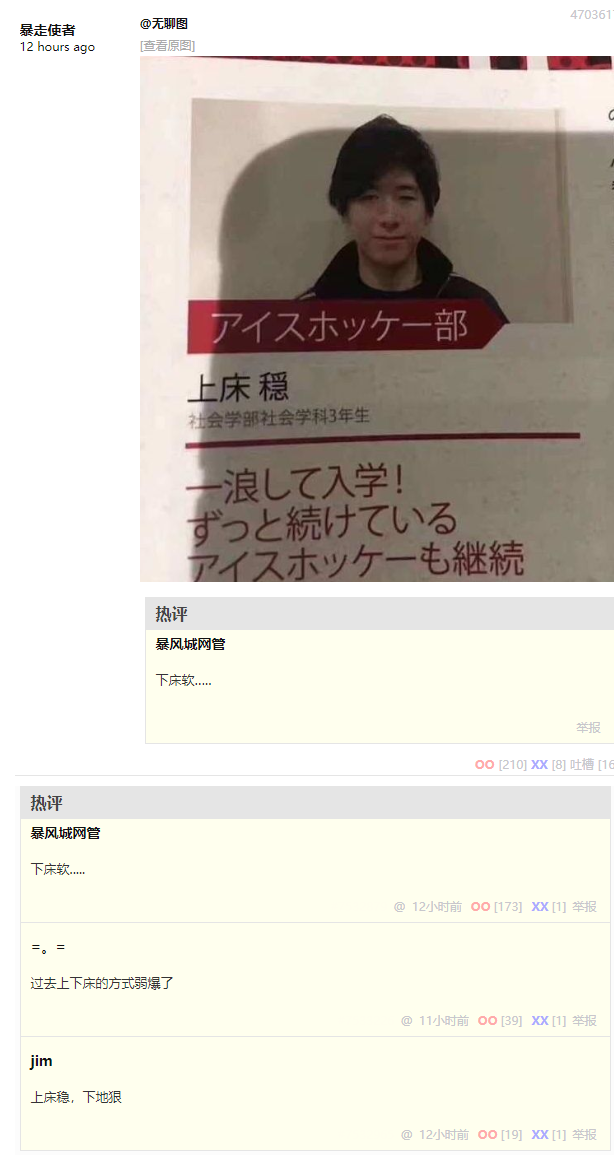 470361
暴走使者
12 hours ago
@无聊图
[查看原图]
アイスホッケー部
上床 穏
社会学部社会学科3年生
一浪して入学！
ずっと続けている
アイスホッケーも継続
热评
暴风城网管
下床软.....
举报
OO [210] XX [8] 吐槽 [16
热评
暴风城网管
下床软.....
@ 12小时前 OO [173] XX [1] 举报
=。=
过去上下床的方式弱爆了
@ 11小时前 OO [39] XX [1] 举报
jim
上床稳，下地狠
@ 12小时前 OO [19] XX [1] 举报